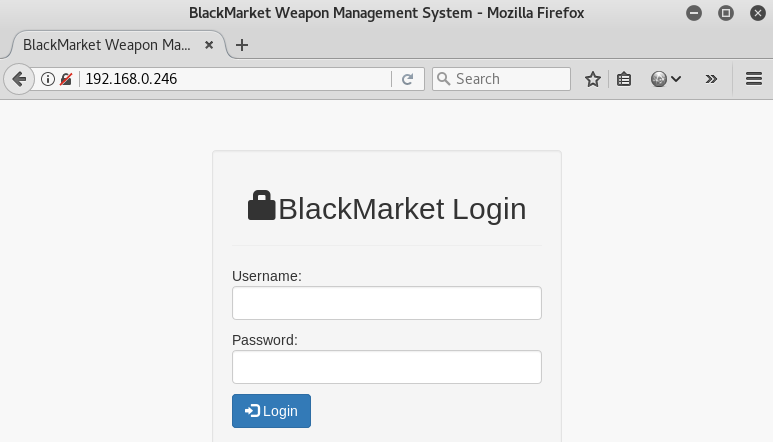 BlackMarket Weapon Management System - Mozilla Firefox
BlackMarket Weapon Ma...
192.168.0.246
Search
BlackMarket Login
Username:
Password:
Login